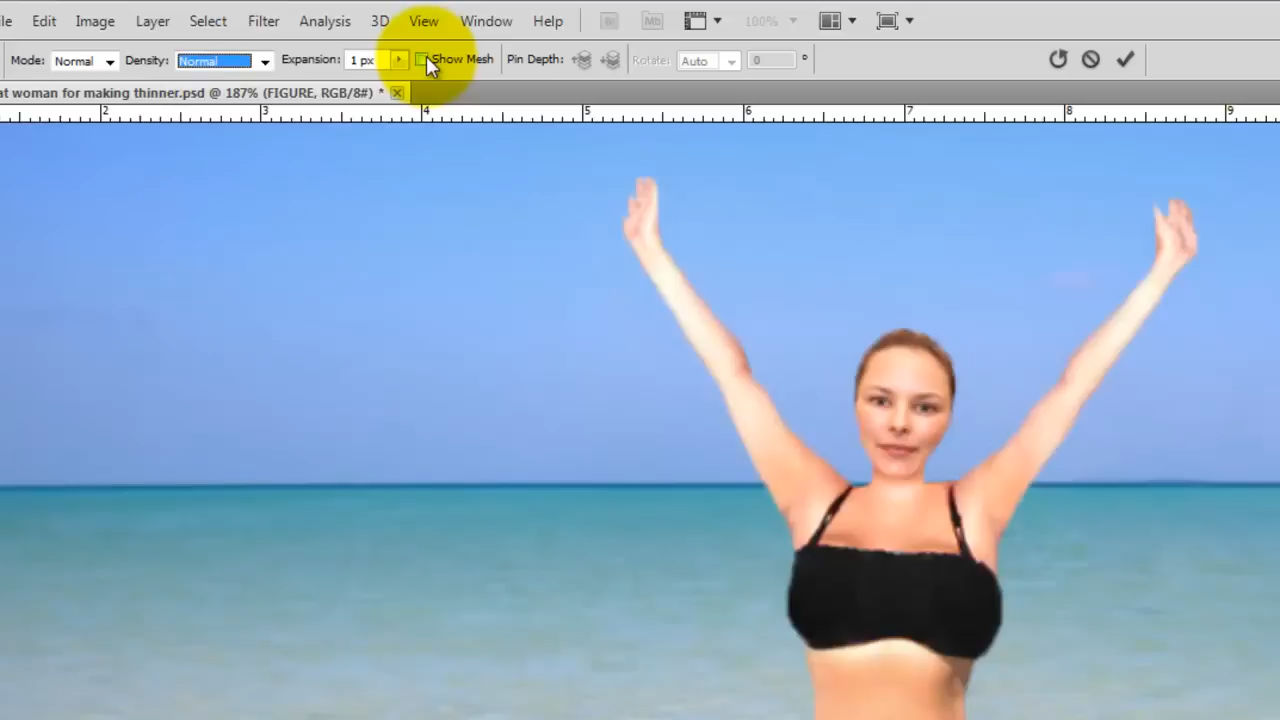 le Edit Image Layer Select Filter Analysis 3D View Window Help Br Mb 100%
Mode: Normal Density: Normal Expansion: 1 px Show Mesh Pin Depth: Rotate: Auto 0 °
at woman for making thinner.psd @ 187% (FIGURE, RGB/8#) *
2 3 4 5 6 7 8 9